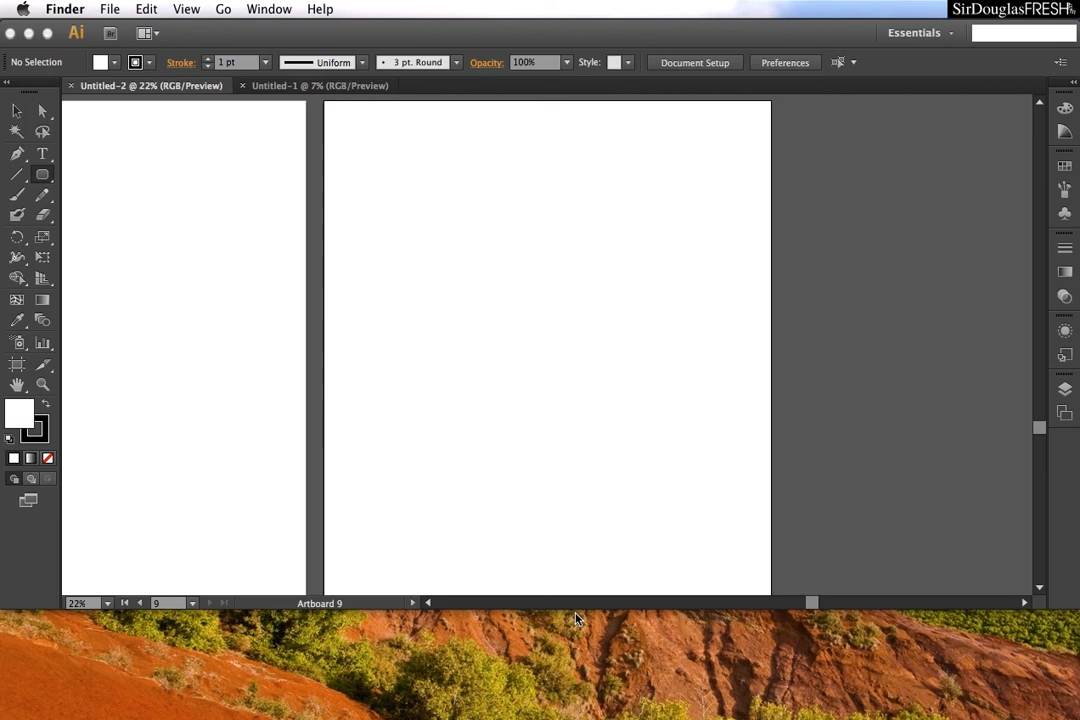 Finder File Edit View Go Window Help SirDouglasFRESH
Ai Br Essentials
No Selection Stroke: 1 pt Uniform 3 pt. Round Opacity: 100% Style: Document Setup Preferences
Untitled-2 @ 22% (RGB/Preview) Untitled-1 @ 7% (RGB/Preview)
22% 9 Artboard 9